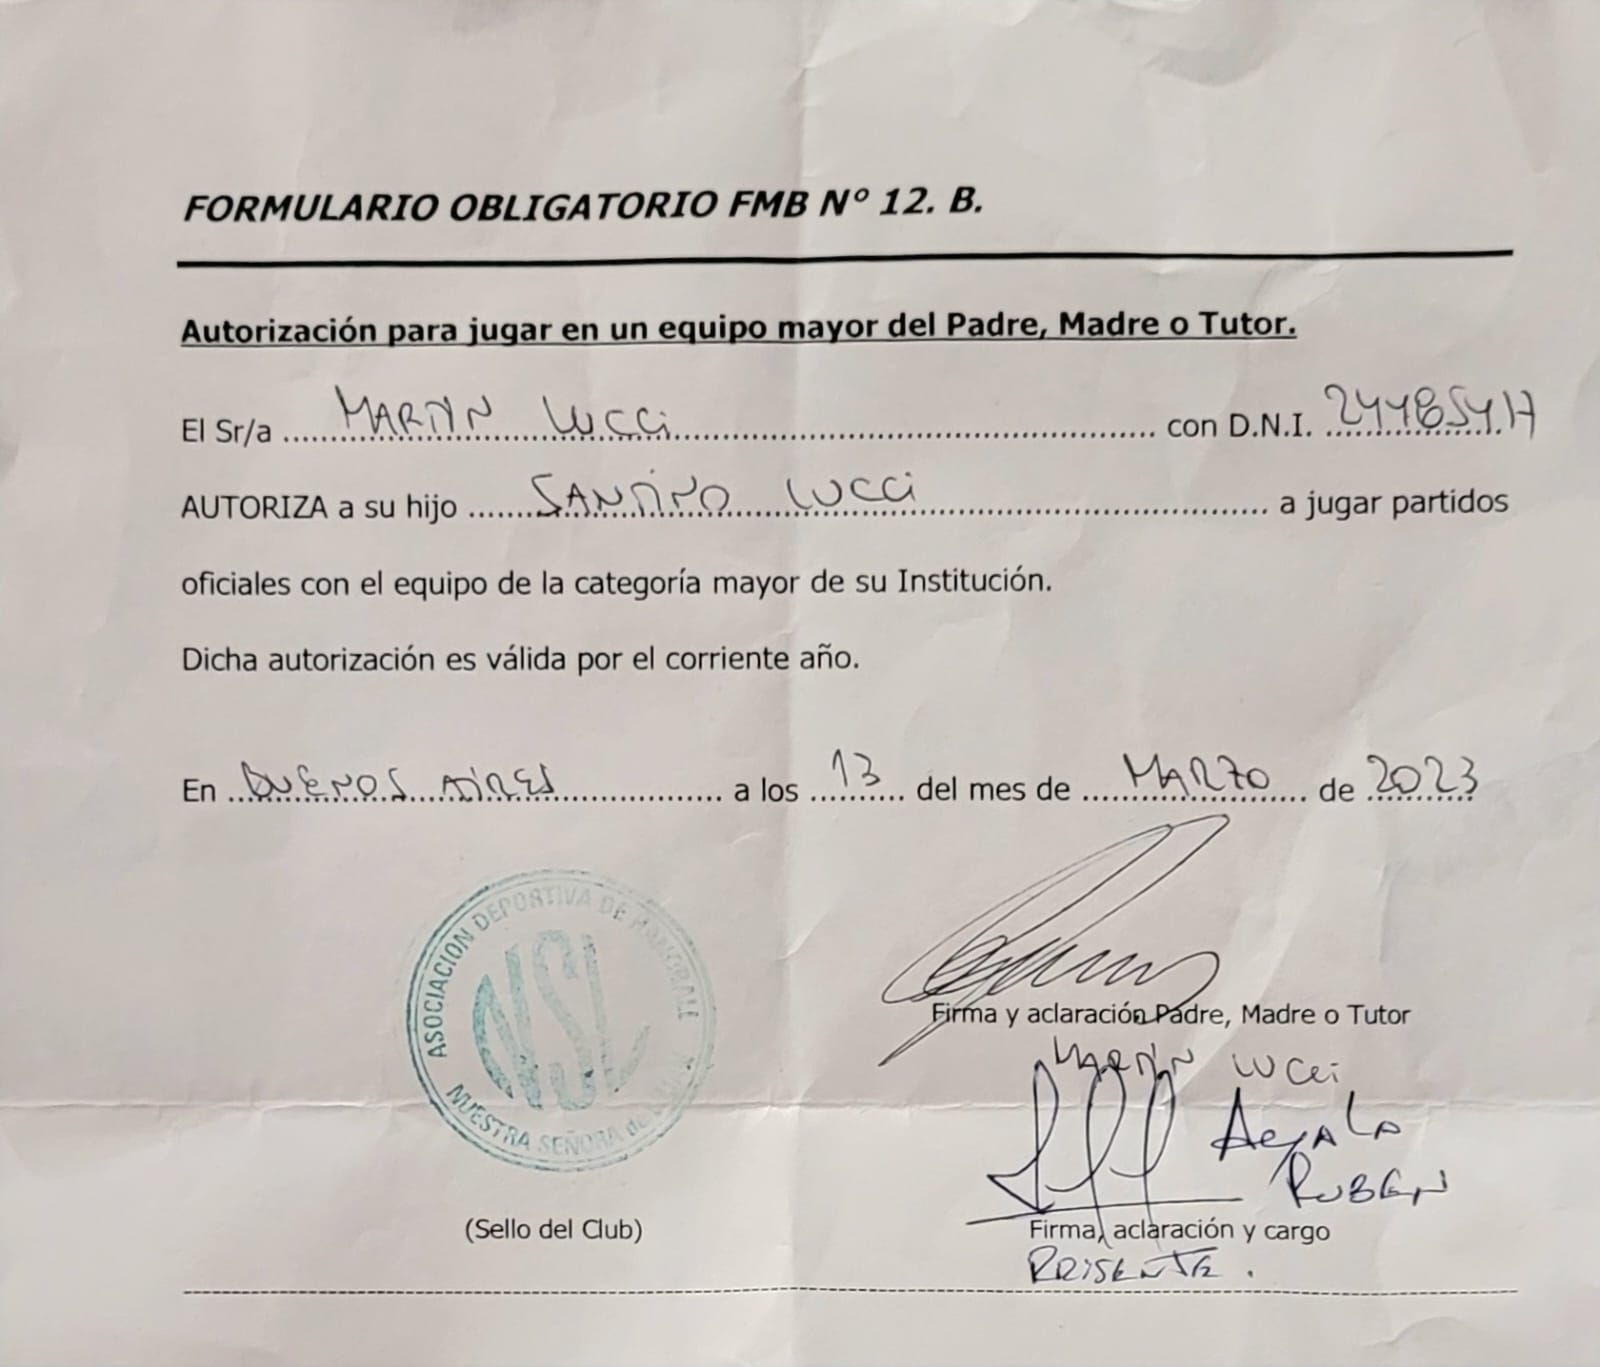 FORMULARIO OBLIGATORIO FMB Nº 12. B.
Autorización para jugar en un equipo mayor del Padre, Madre o Tutor.
El Sr/a MARTIN LUCCi con D.N.I.
AUTORIZA a su hijo SANTINO LUCCi a jugar partidos
oficiales con el equipo de la categoría mayor de su Institución.
Dicha autorización es válida por el corriente año.
En BUENOS AIRES a los 13 del mes de MARZO de 2023
ASOCIACION DEPORTIVA DE
NSL
NUESTRA SEÑORA de
Firma y aclaración Padre, Madre o Tutor
MARTIN LUCCi
AYALA
RUBEN
(Sello del Club)
Firma, aclaración y cargo